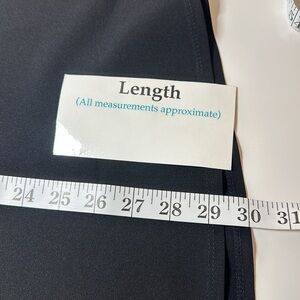 Length
(All measurements approximate)
24 25 26 27 28 29 30 31